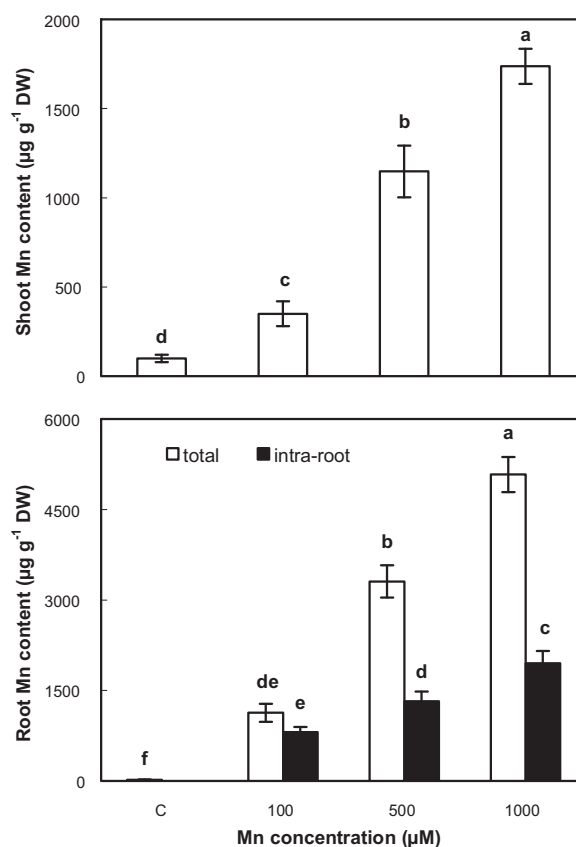 2000
1500
1000
500
0
Shoot Mn content (µg g⁻¹ DW)
d
c
b
a
6000
4500
3000
1500
0
Root Mn content (µg g⁻¹ DW)
total intra-root
f
de
e
b
d
a
c
C 100 500 1000
Mn concentration (µM)